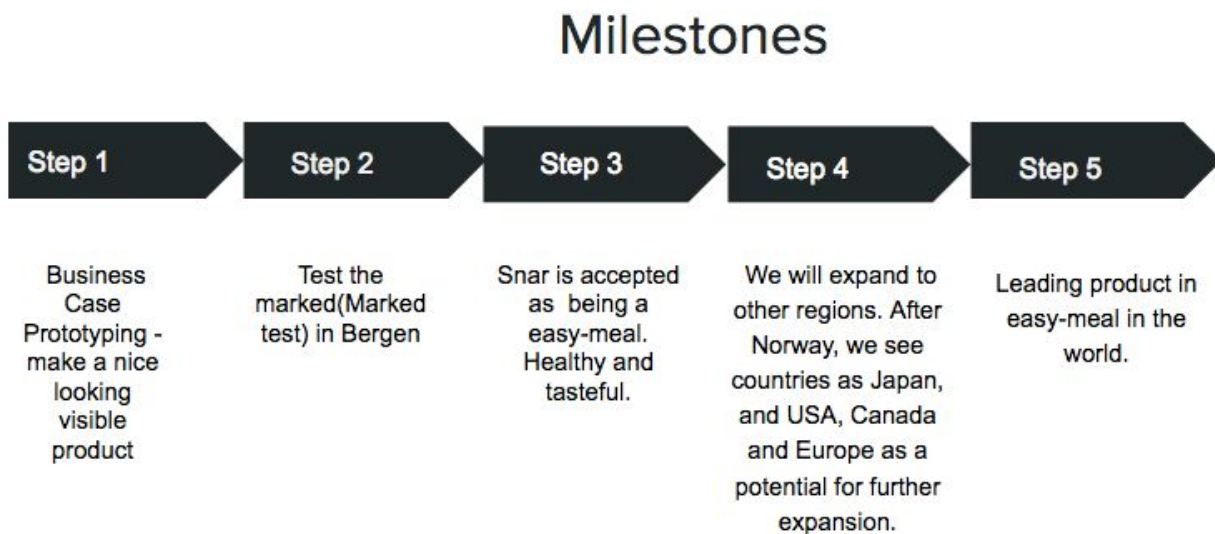 Milestones
Step 1
Business
Case
Prototyping -
make a nice
looking
visible
product
Step 2
Test the
marked(Marked
test) in Bergen
Step 3
Snar is accepted
as  being a
easy-meal.
Healthy and
tasteful.
Step 4
We will expand to
other regions. After
Norway, we see
countries as Japan,
and USA, Canada
and Europe as a
potential for further
expansion.
Step 5
Leading product in
easy-meal in the
world.